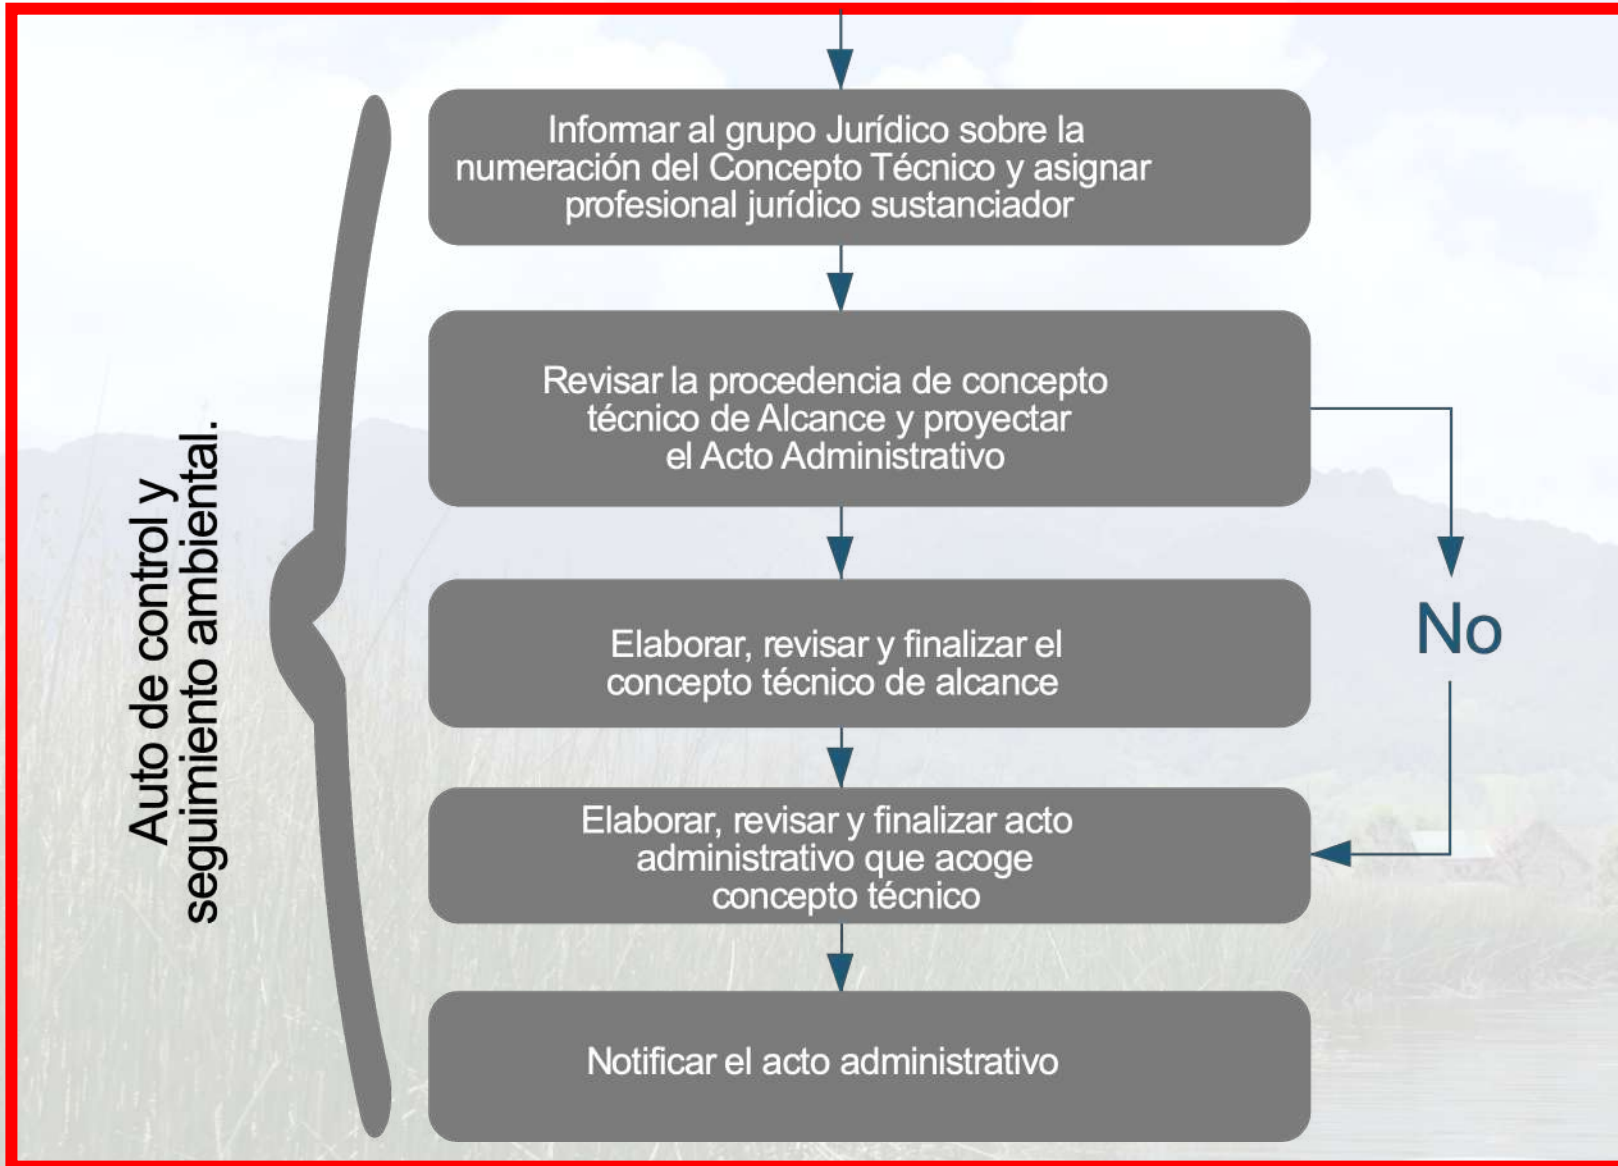 Auto de control y
seguimiento ambiental.
Informar al grupo Jurídico sobre la
numeración del Concepto Técnico y asignar
profesional jurídico sustanciador
Revisar la procedencia de concepto
técnico de Alcance y proyectar
el Acto Administrativo
No
Elaborar, revisar y finalizar el
concepto técnico de alcance
Elaborar, revisar y finalizar acto
administrativo que acoge
concepto técnico
Notificar el acto administrativo